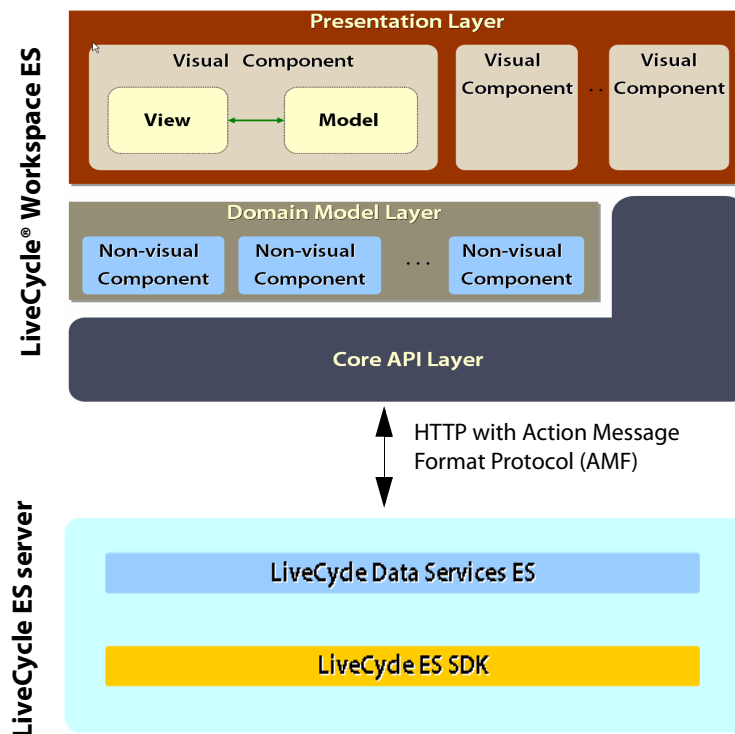 LiveCycle® Workspace ES
Presentation Layer
Visual Component
View
Model
Visual
Component
..
Visual
Component
Domain Model Layer
Non-visual
Component
Non-visual
Component
...
Non-visual
Component
Core API Layer
HTTP with Action Message
Format Protocol (AMF)
LiveCycle ES server
LiveCycle Data Services ES
LiveCycle ES SDK